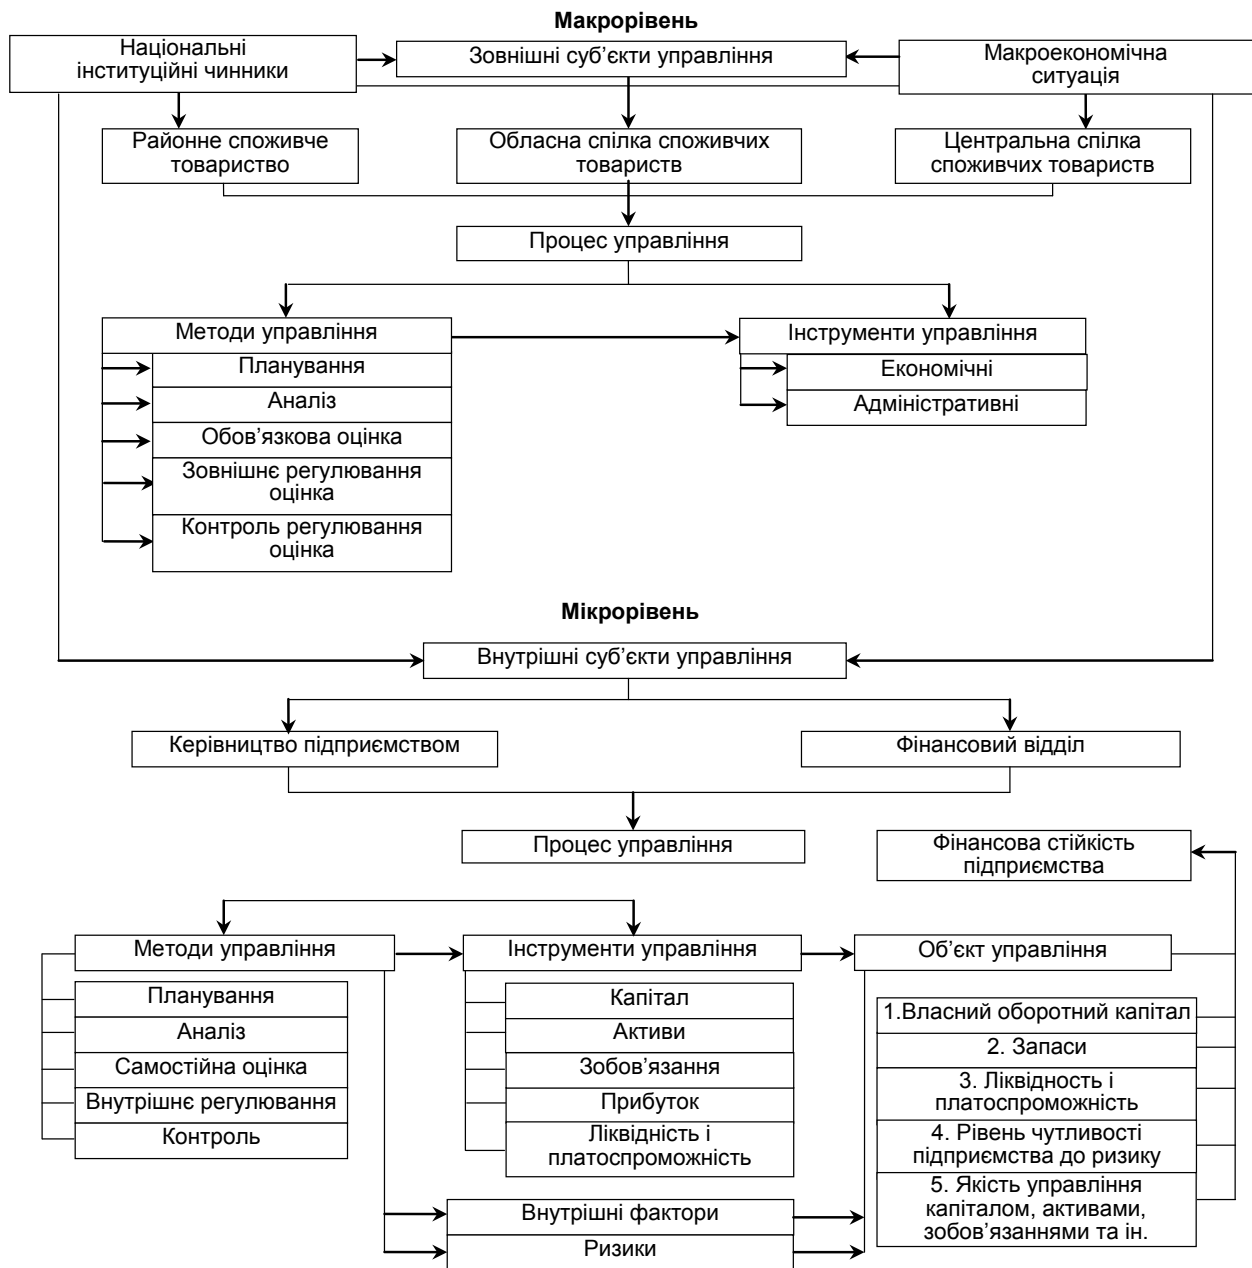 Макрорівень
Національні
інституційні чинники
Зовнішні суб’єкти управління
Макроекономічна
ситуація
Районне споживче
товариство
Обласна спілка споживчих
товариств
Центральна спілка
споживчих товариств
Процес управління
Методи управління
Планування
Аналіз
Обов’язкова оцінка
Зовнішнє регулювання
оцінка
Контроль регулювання
оцінка
Інструменти управління
Економічні
Адміністративні
Мікрорівень
Внутрішні суб’єкти управління
Керівництво підприємством
Фінансовий відділ
Процес управління
Фінансова стійкість
підприємства
Методи управління
Планування
Аналіз
Самостійна оцінка
Внутрішнє регулювання
Контроль
Інструменти управління
Капітал
Активи
Зобов’язання
Прибуток
Ліквідність і
платоспроможність
Внутрішні фактори
Ризики
Об’єкт управління
1.Власний оборотний капітал
2. Запаси
3. Ліквідность і
платоспроможність
4. Рівень чутливості
підприємства до ризику
5. Якість управління
капіталом, активами,
зобов’язаннями та ін.